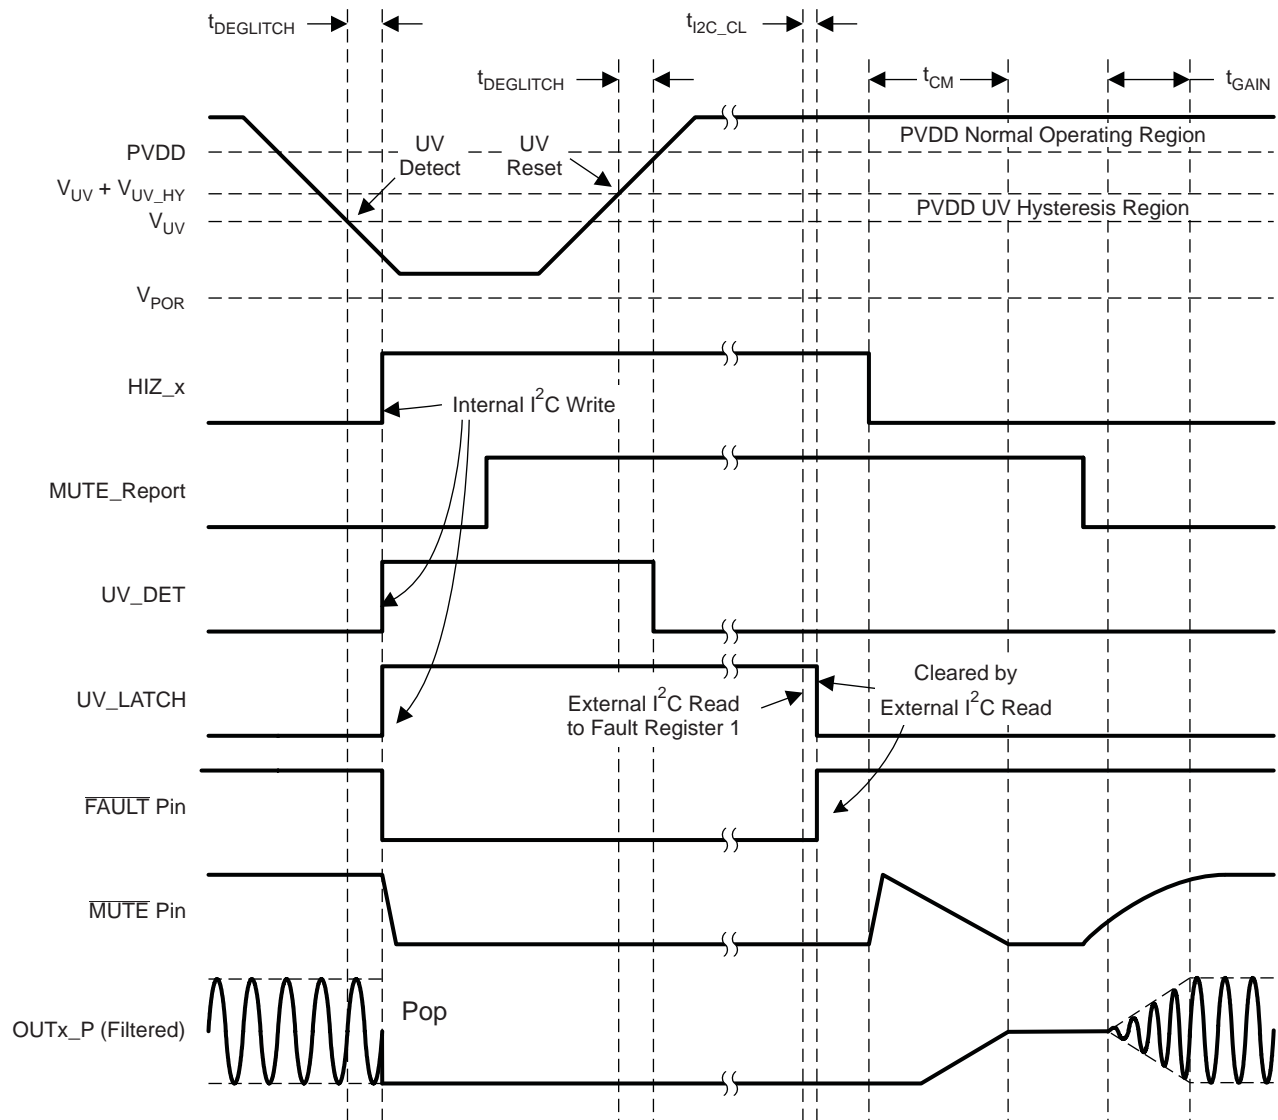 tDEGLITCH
tI2C_CL
tDEGLITCH
tCM
tGAIN
PVDD Normal Operating Region
PVDD
UV
Detect
UV
Reset
VUV + VUV_HY
PVDD UV Hysteresis Region
VUV
VPOR
HIZ_x
Internal I2C Write
MUTE_Report
UV_DET
UV_LATCH
External I2C Read
to Fault Register 1
Cleared by
External I2C Read
FAULT Pin
MUTE Pin
Pop
OUTx_P (Filtered)